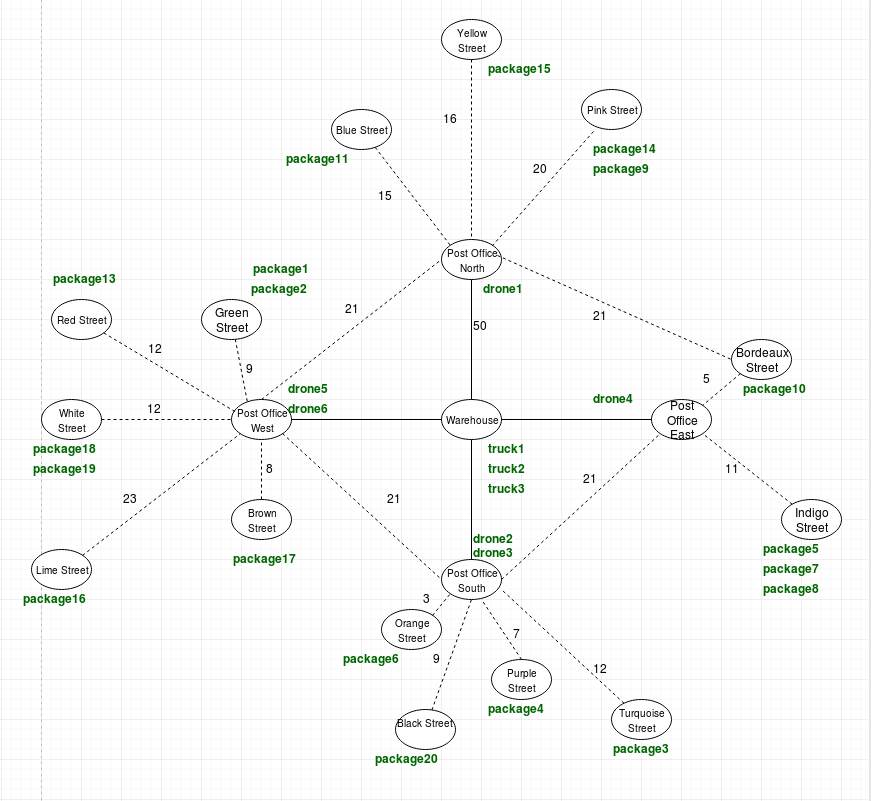 Yellow
Street
package15
16
Pink Street
Blue Street
package14
package11
20
package9
15
Post Office
North
package1
package13
package2
drone1
21
Green
Street
Red Street
21
50
12
Bordeaux
Street
9
5
drone5
package10
drone4
12
drone6
White
Street
Post Office
West
Warehouse
Post
Office
East
package18
truck1
package19
8
truck2
11
21
truck3
23
21
Brown
Street
Indigo
Street
drone2
package5
drone3
package17
Lime Street
Post Office
South
package7
package16
3
package8
Orange
Street
7
package6
9
12
Purple
Street
package4
Black Street
Turquoise
Street
package20
package3